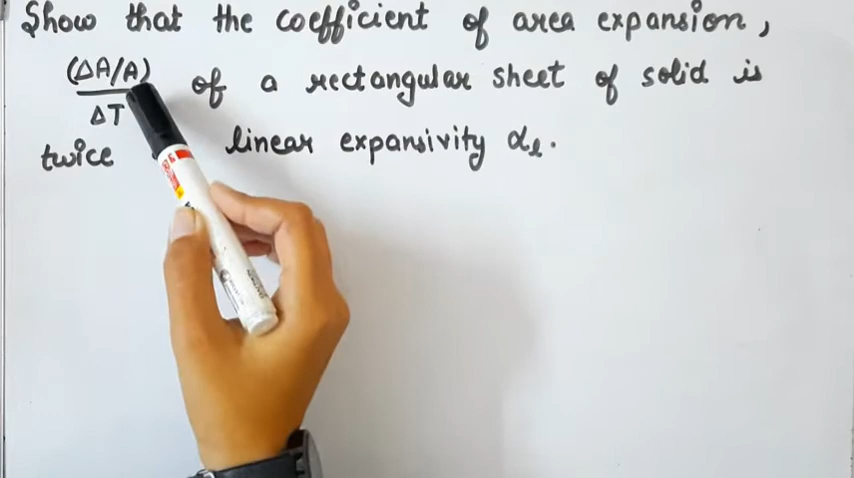 Show that the coefficient of area expansion,
(ΔA/A)
ΔT
of a rectangular sheet of solid is
twice linear expansivity αₗ.